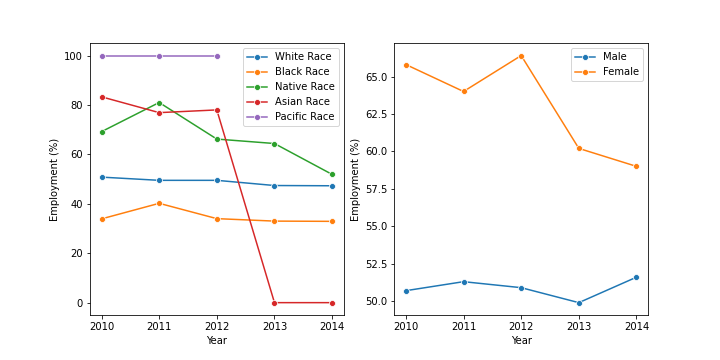 100
80
60
40
20
0
Employment (%)
2010 2011 2012 2013 2014
Year
White Race
Black Race
Native Race
Asian Race
Pacific Race
65.0
62.5
60.0
57.5
55.0
52.5
50.0
Employment (%)
2010 2011 2012 2013 2014
Year
Male
Female